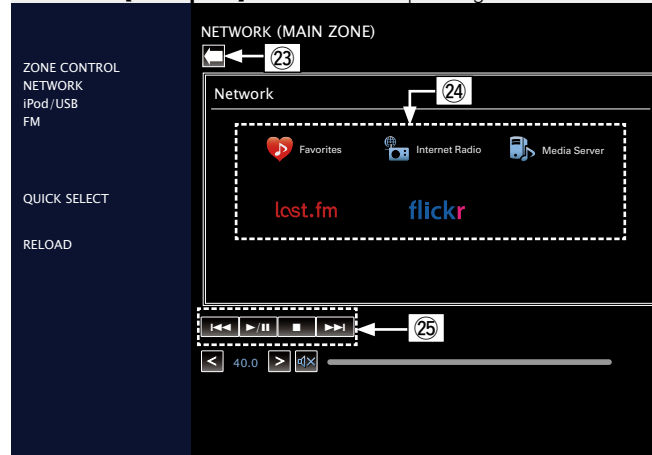 NETWORK (MAIN ZONE)
㉓
ZONE CONTROL
NETWORK
iPod/USB
FM
QUICK SELECT
RELOAD
Network
㉔
Favorites
Internet Radio
Media Server
lost.fm
flickr
㉕
< 40.0 >